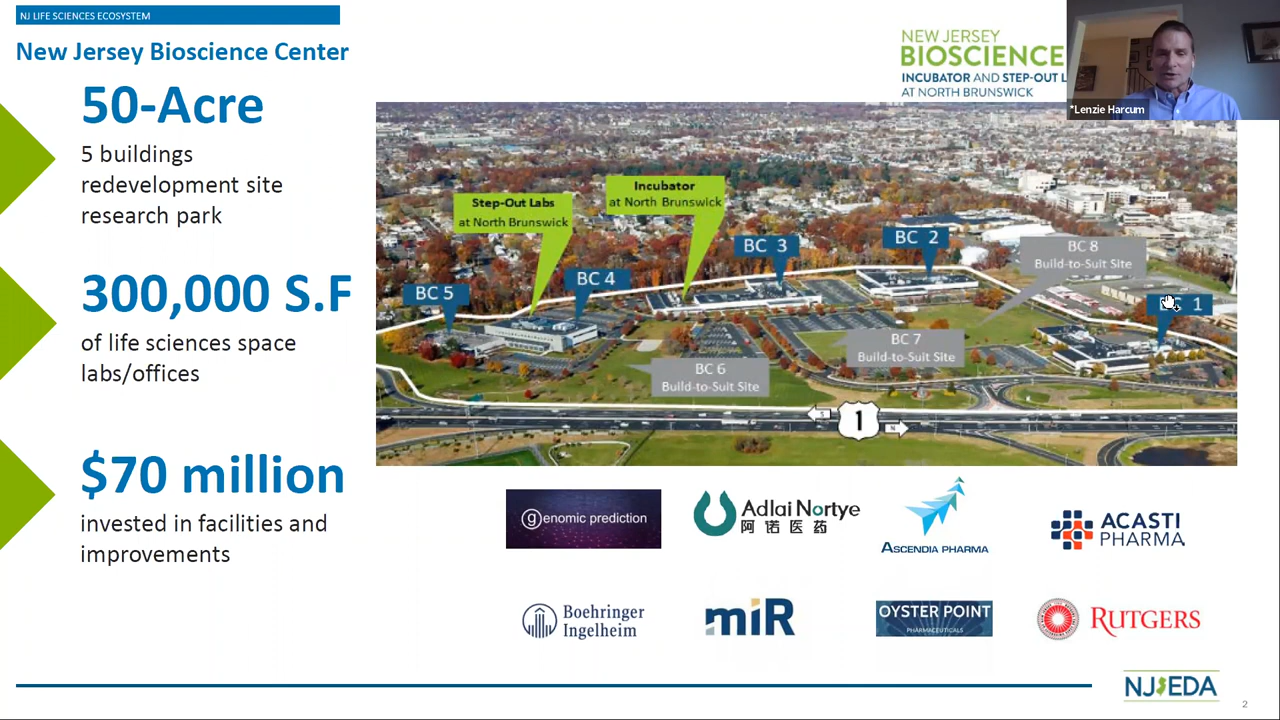 NJ LIFE SCIENCES ECOSYSTEM
New Jersey Bioscience Center
50-Acre
5 buildings
redevelopment site
research park
300,000 S.F
of life sciences space
labs/offices
$70 million
invested in facilities and
improvements
NEW JERSEY
BIOSCIENCE
INCUBATOR AND STEP-OUT L
AT NORTH BRUNSWICK
*Lenzie Harcum
Step-Out Labs
at North Brunswick
Incubator
at North Brunswick
BC 5
BC 4
BC 3
BC 2
BC 8
Build-to-Suit Site
1
BC 7
Build-to-Suit Site
BC 6
Build-to-Suit Site
S
1
N
genomic prediction
Adlai Nortye
阿诺医药
ASCENDIA PHARMA
ACASTI
PHARMA
Boehringer
Ingelheim
miR
OYSTER POINT
PHARMACEUTICALS
RUTGERS
NJEDA
2